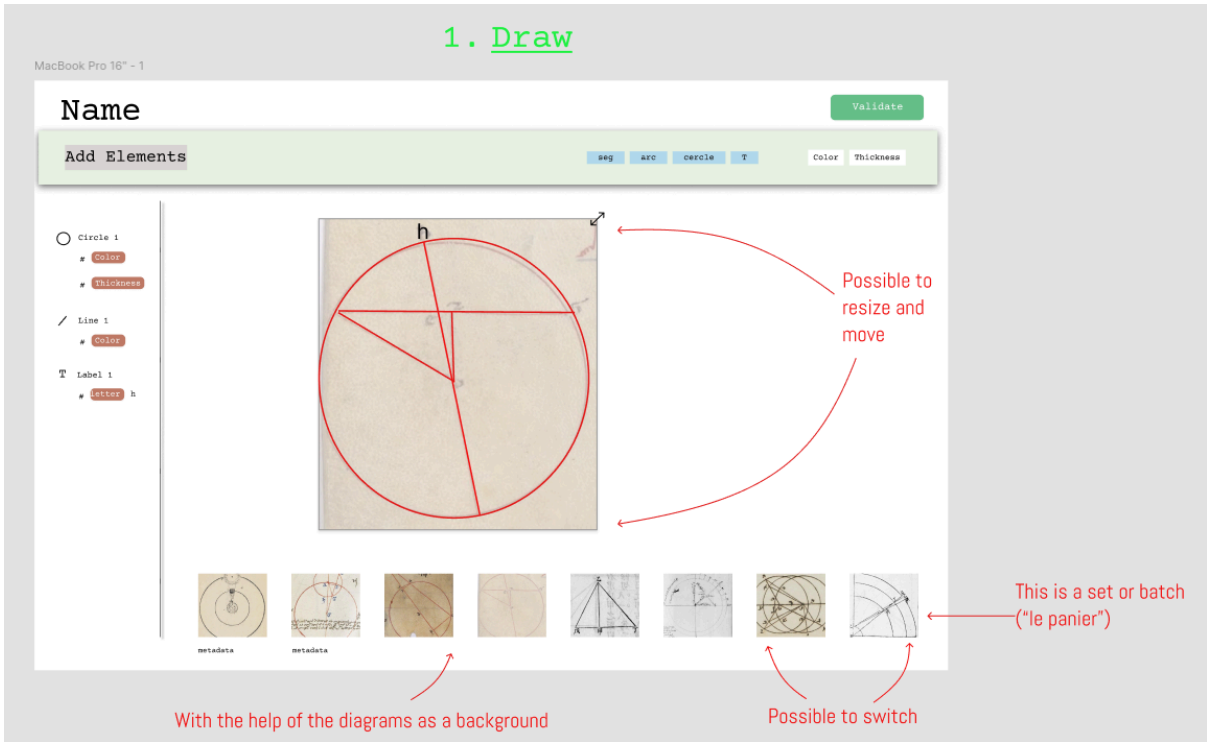 1. Draw
MacBook Pro 16" - 1
Name
Validate
Add Elements
seg
arc
cercle
T
Color
Thickness
Circle 1
# Color
# Thickness
Line 1
# Color
T Label 1
# letter h
h
Possible to
resize and
move
This is a set or batch
("le panier")
metadata
metadata
With the help of the diagrams as a background
Possible to switch